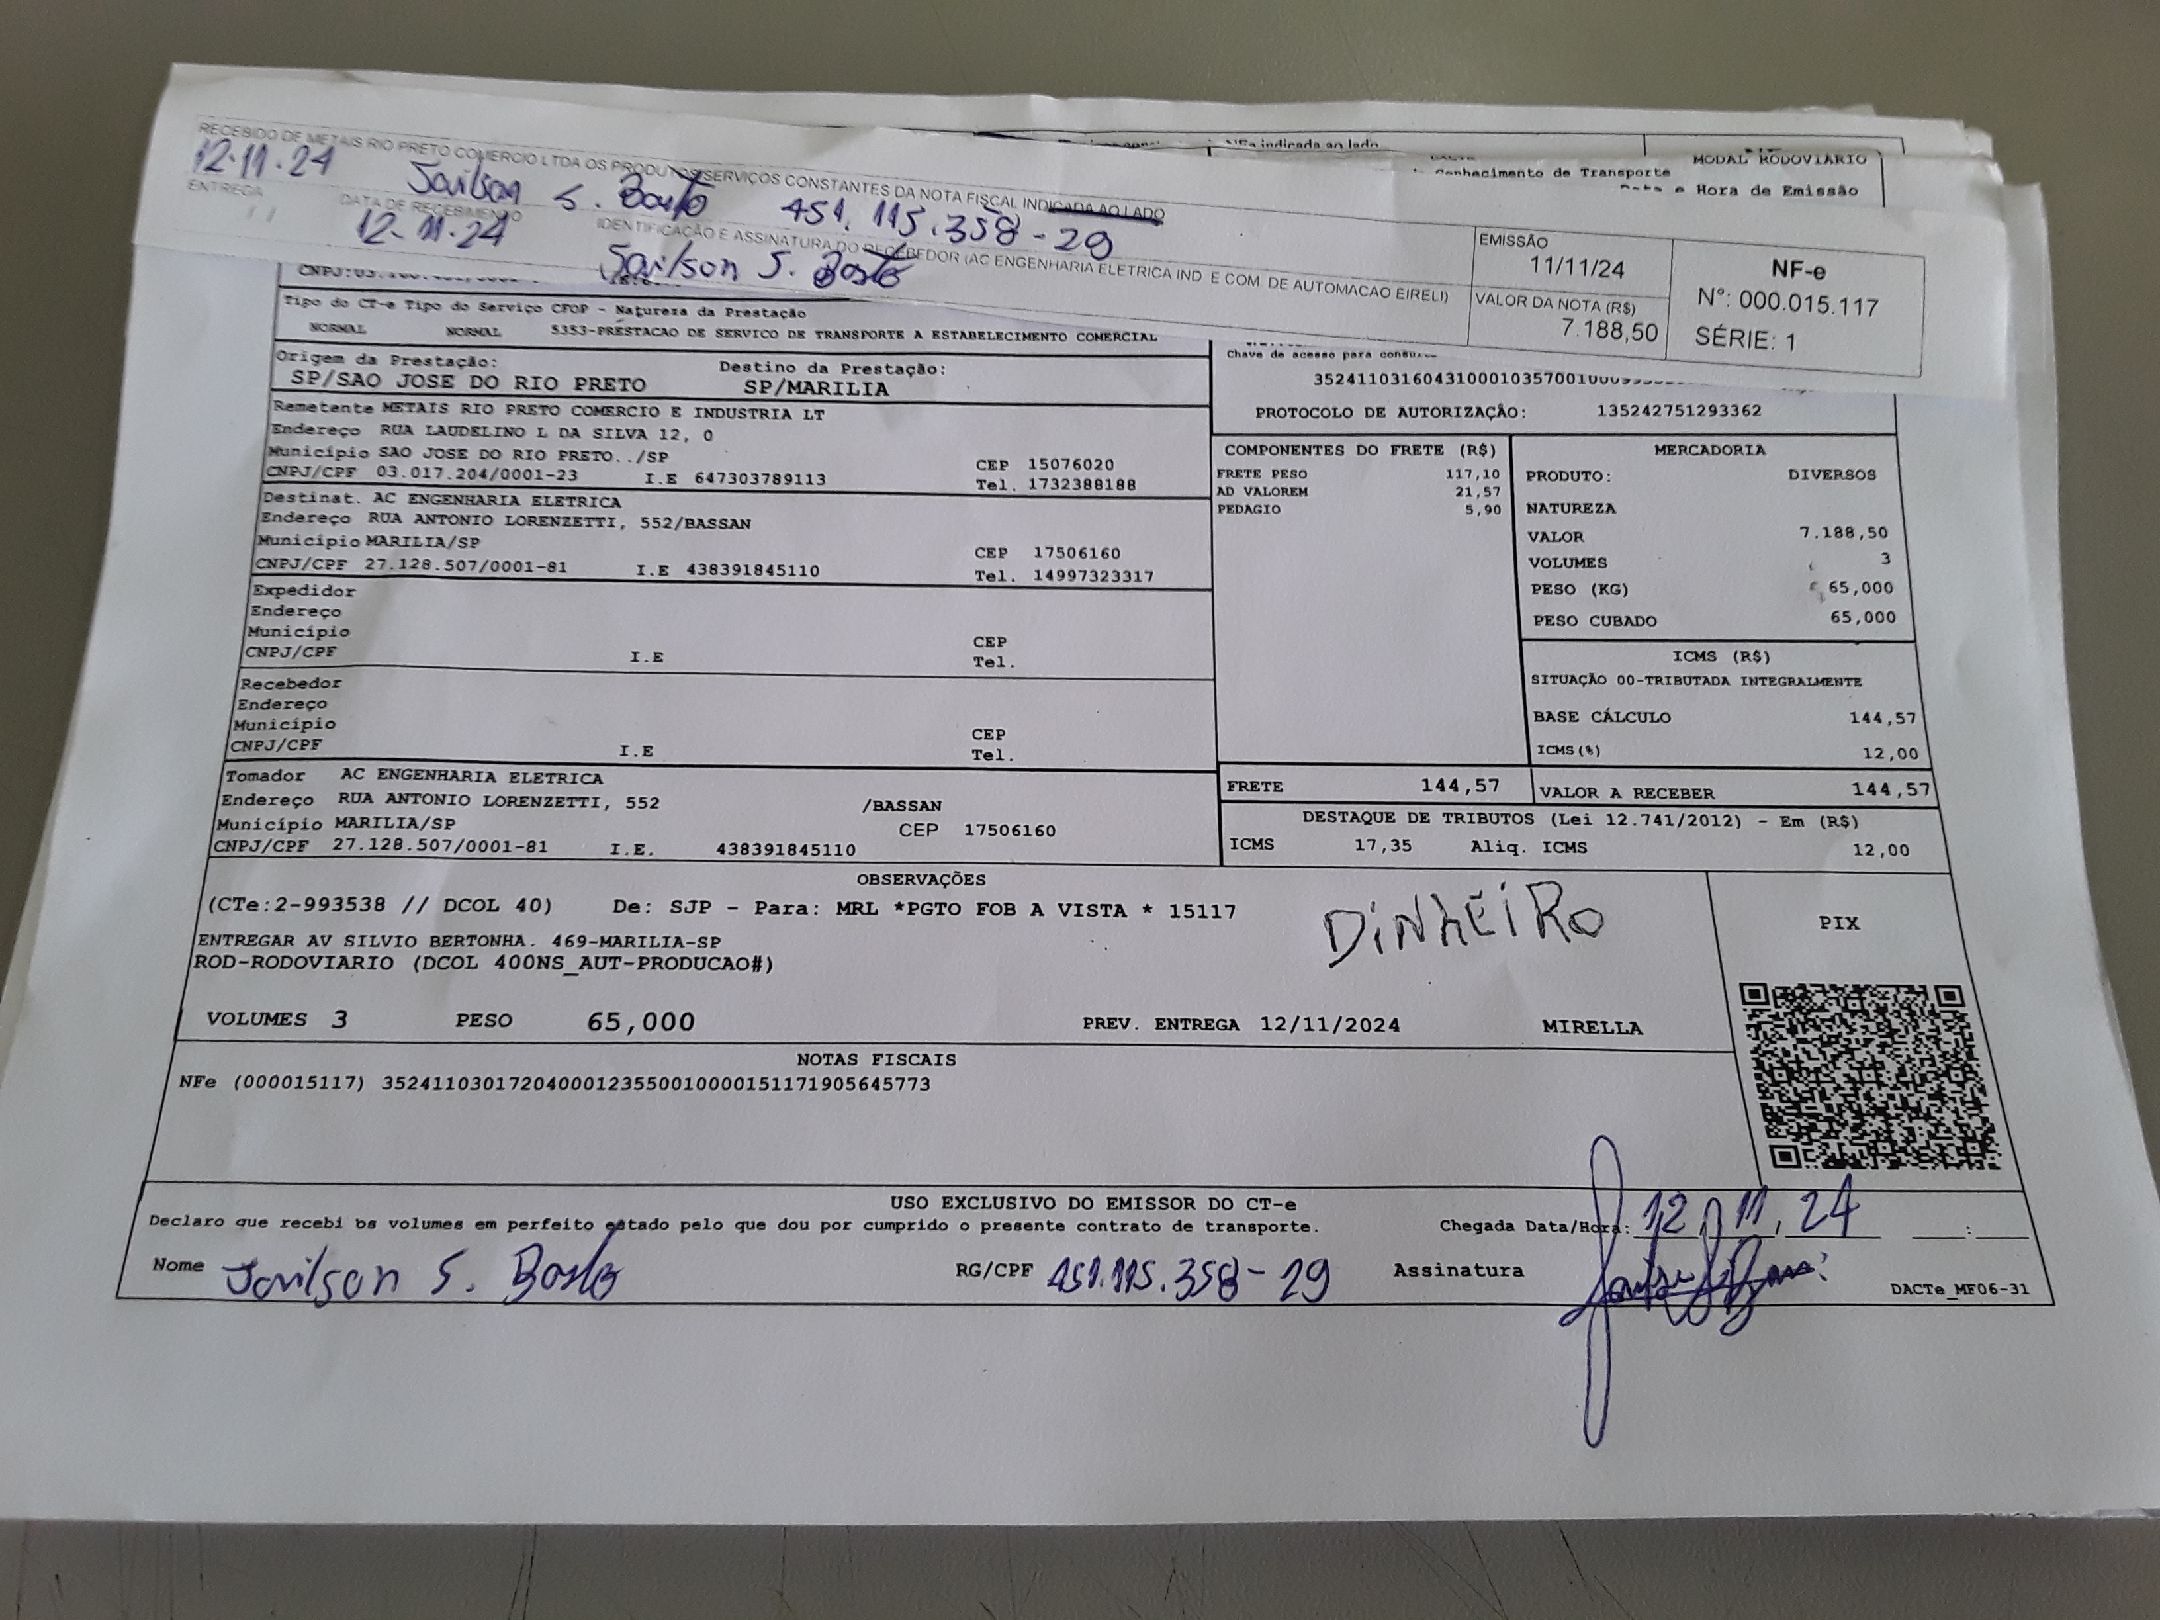 RECEBIDO DE METAIS RIO PRETO COMERCIO LTDA OS PRODUTOS/SERVIÇOS CONSTANTES DA NOTA FISCAL INDICADA AO LADO
12.11.24 S. 451.115.358-29
ENTREGA DATA DE RECEBIMENTO IDENTIFICAÇÃO E ASSINATURA DO RECEBEDOR (AC ENGENHARIA ELETRICA IND E COM. DE AUTOMACAO EIRELI)
12.11.24 S.
EMISSÃO
11/11/24
VALOR DA NOTA (R$)
7.188,50
NF-e
Nº: 000.015.117
SÉRIE: 1
NFe indicada ao lado
MODAL RODOVIÁRIO
Conhecimento de Transporte
e Hora de Emissão
Tipo do CT-e Tipo do Serviço CFOP - Natureza da Prestação
NORMAL NORMAL 5353-PRESTACAO DE SERVICO DE TRANSPORTE A ESTABELECIMENTO COMERCIAL
Origem da Prestação: Destino da Prestação:
SP/SAO JOSE DO RIO PRETO SP/MARILIA
Chave de acesso para
PROTOCOLO DE AUTORIZAÇÃO: 135242751293362
Remetente METAIS RIO PRETO COMERCIO E INDUSTRIA LT
Endereço RUA LAUDELINO L DA SILVA 12, 0
Município SAO JOSE DO RIO PRETO../SP CEP 15076020
CNPJ/CPF 03.017.204/0001-23 I.E 647303789113 Tel. 1732388188
Destinat. AC ENGENHARIA ELETRICA
Endereço RUA ANTONIO LORENZETTI, 552/BASSAN
Município MARILIA/SP CEP 17506160
CNPJ/CPF 27.128.507/0001-81 I.E 438391845110 Tel. 14997323317
Expedidor
Endereço
Município CEP
CNPJ/CPF I.E Tel.
Recebedor
Endereço
Município CEP
CNPJ/CPF I.E Tel.
Tomador AC ENGENHARIA ELETRICA
Endereço RUA ANTONIO LORENZETTI, 552 /BASSAN
Município MARILIA/SP CEP 17506160
CNPJ/CPF 27.128.507/0001-81 I.E. 438391845110
COMPONENTES DO FRETE (R$)
FRETE PESO 117,10
AD VALOREM 21,57
PEDAGIO 5,90
MERCADORIA
PRODUTO: DIVERSOS
NATUREZA
VALOR 7.188,50
VOLUMES 3
PESO (KG) 65,000
PESO CUBADO 65,000
ICMS (R$)
SITUAÇÃO 00-TRIBUTADA INTEGRALMENTE
BASE CÁLCULO 144,57
ICMS(%) 12,00
FRETE 144,57 VALOR A RECEBER 144,57
DESTAQUE DE TRIBUTOS (Lei 12.741/2012) - Em (R$)
ICMS 17,35 Aliq. ICMS 12,00
OBSERVAÇÕES
(CTe:2-993538 // DCOL 40) De: SJP - Para: MRL *PGTO FOB A VISTA * 15117
DINHEIRO
ENTREGAR AV SILVIO BERTONHA. 469-MARILIA-SP
ROD-RODOVIARIO (DCOL 400NS_AUT-PRODUCAO#)
PIX
VOLUMES 3 PESO 65,000 PREV. ENTREGA 12/11/2024 MIRELLA
NOTAS FISCAIS
NFe (000015117) 35241103017204000123550010000151171905645773
USO EXCLUSIVO DO EMISSOR DO CT-e
Declaro que recebi os volumes em perfeito estado pelo que dou por cumprido o presente contrato de transporte. Chegada Data/Hora: 12 11 24 :
Nome S. RG/CPF 451.115.358-29 Assinatura
DACTe_MF06-31